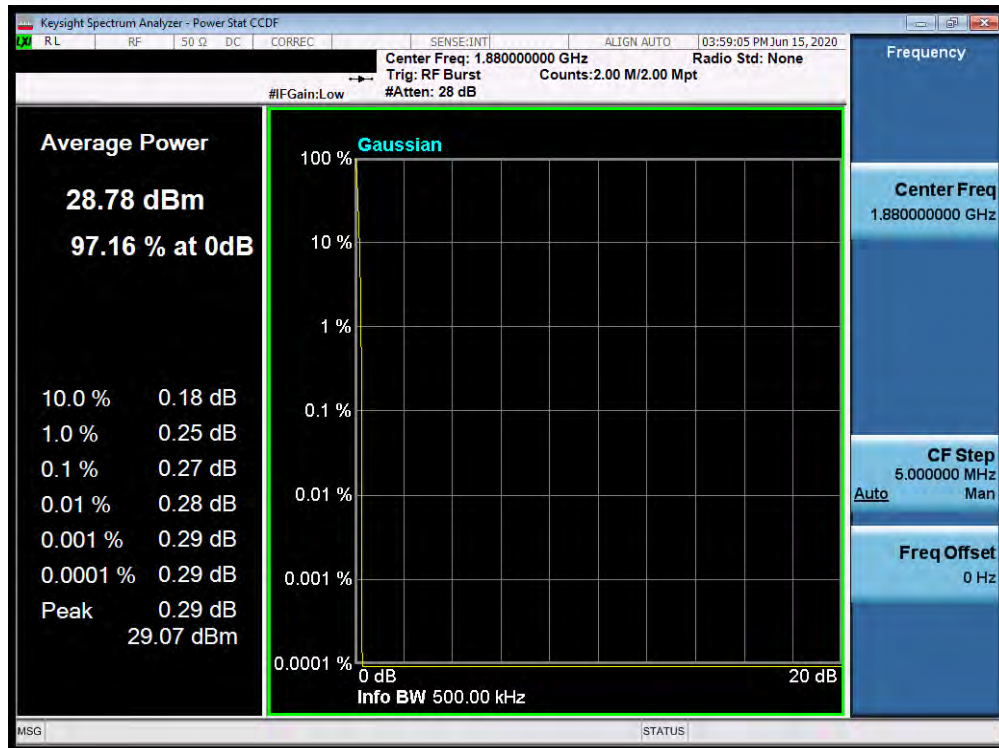 Keysight Spectrum Analyzer - Power Stat CCDF
LXI RL RF 50 Ω DC CORREC SENSE:INT ALIGN AUTO 03:59:05 PM Jun 15, 2020
Center Freq: 1.880000000 GHz Radio Std: None
Trig: RF Burst Counts:2.00 M/2.00 Mpt
#IFGain:Low #Atten: 28 dB
Average Power
28.78 dBm
97.16 % at 0dB
10.0 % 0.18 dB
1.0 % 0.25 dB
0.1 % 0.27 dB
0.01 % 0.28 dB
0.001 % 0.29 dB
0.0001 % 0.29 dB
Peak 0.29 dB
29.07 dBm
Gaussian
100 %
10 %
1 %
0.1 %
0.01 %
0.001 %
0.0001 %
0 dB 20 dB
Info BW 500.00 kHz
Frequency
Center Freq
1.880000000 GHz
CF Step
5.000000 MHz
Auto Man
Freq Offset
0 Hz
MSG STATUS